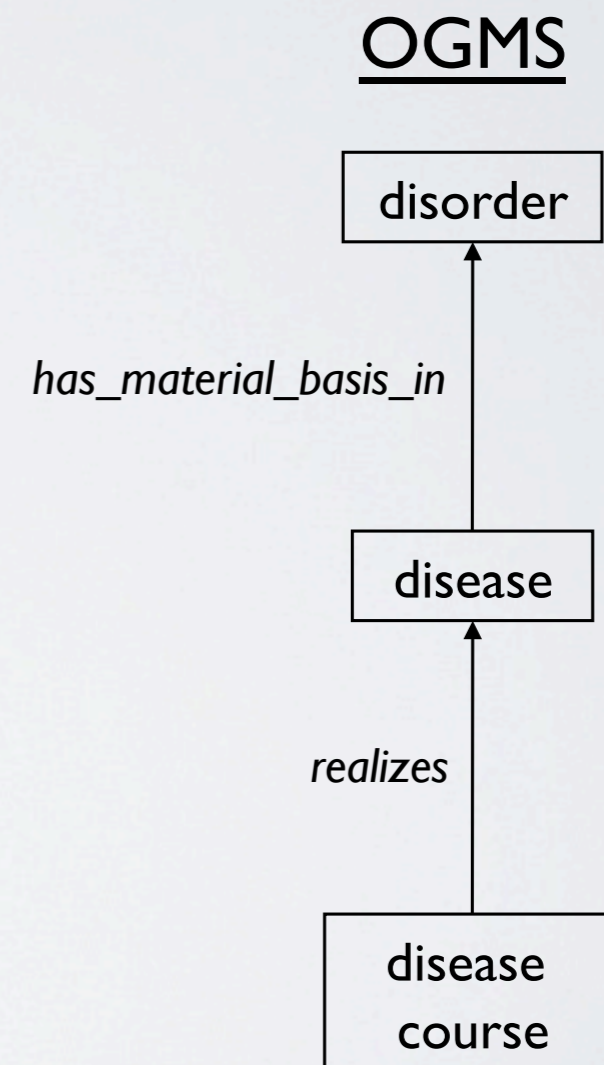 OGMS
disorder
has_material_basis_in
disease
realizes
disease
course